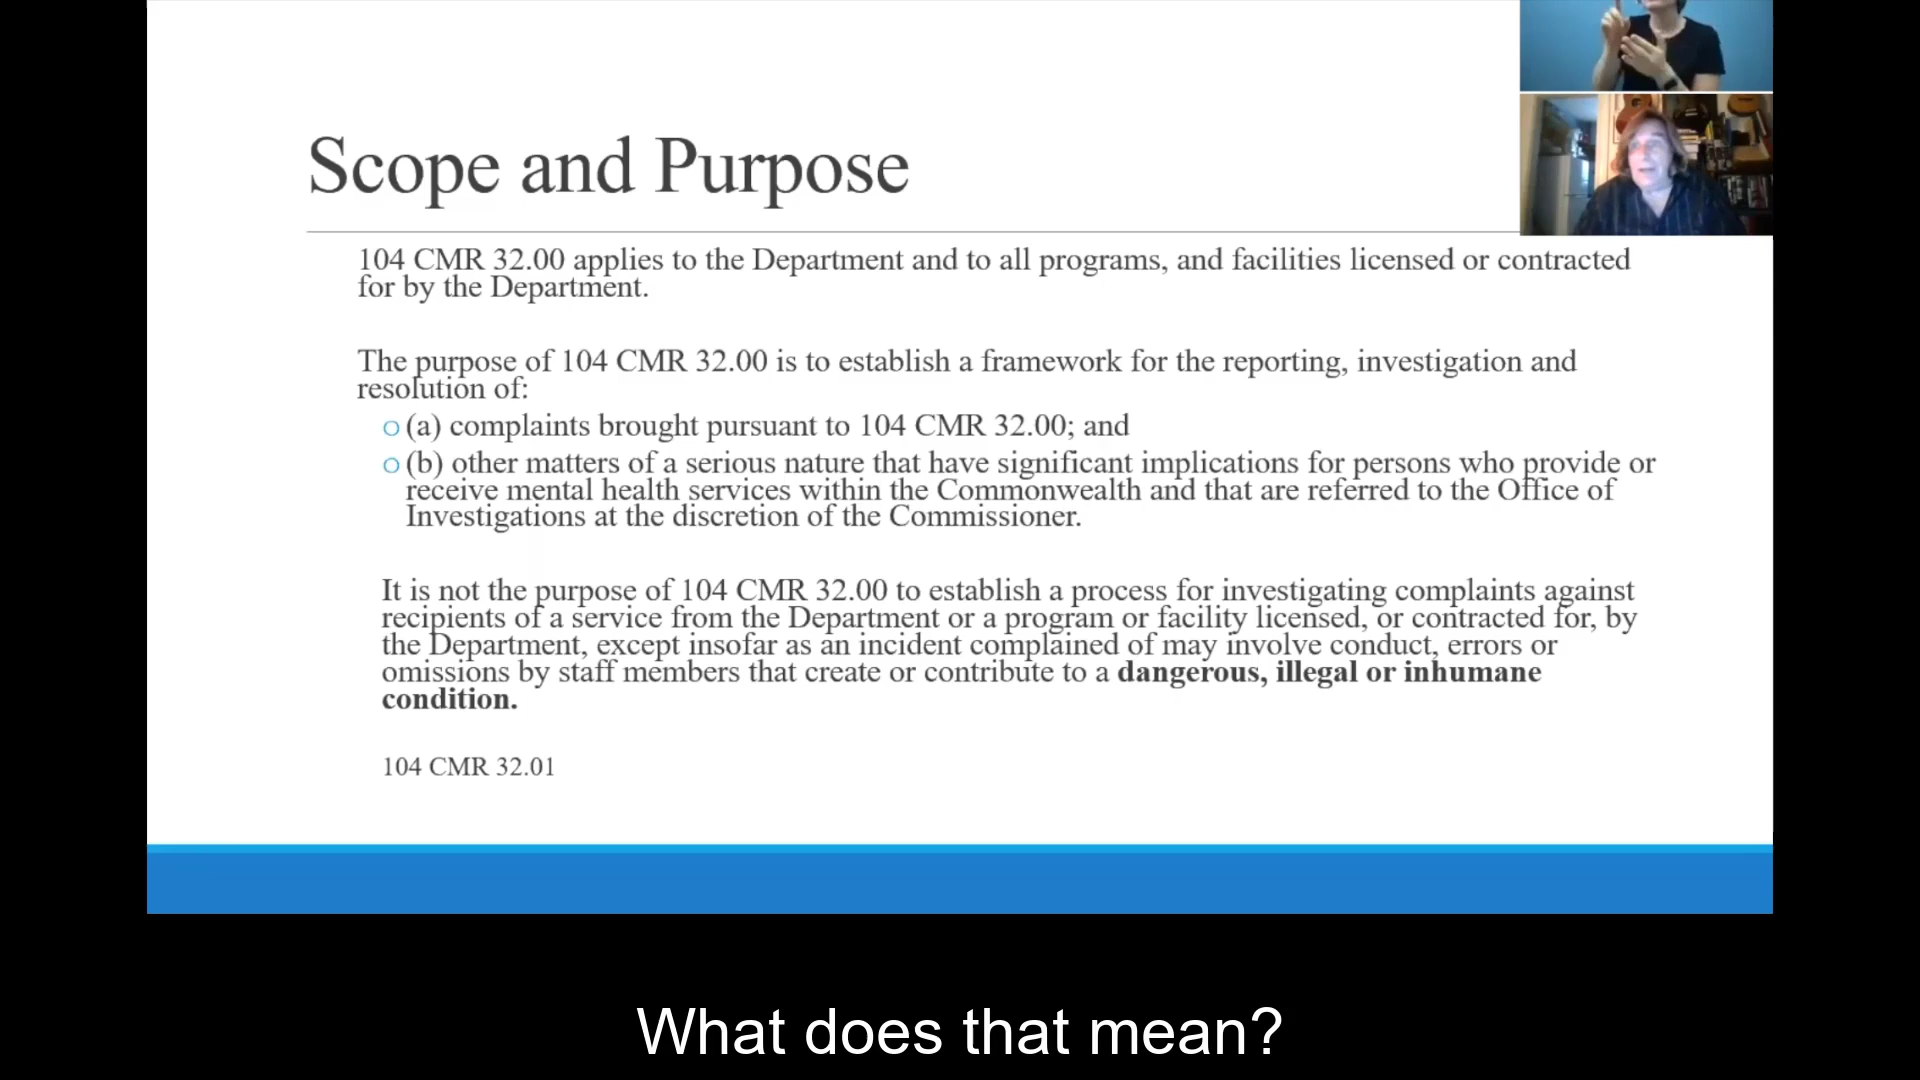 Scope and Purpose
104 CMR 32.00 applies to the Department and to all programs, and facilities licensed or contracted
for by the Department.
The purpose of 104 CMR 32.00 is to establish a framework for the reporting, investigation and
resolution of:
o (a) complaints brought pursuant to 104 CMR 32.00; and
o (b) other matters of a serious nature that have significant implications for persons who provide or
receive mental health services within the Commonwealth and that are referred to the Office of
Investigations at the discretion of the Commissioner.
It is not the purpose of 104 CMR 32.00 to establish a process for investigating complaints against
recipients of a service from the Department or a program or facility licensed, or contracted for, by
the Department, except insofar as an incident complained of may involve conduct, errors or
omissions by staff members that create or contribute to a dangerous, illegal or inhumane
condition.
104 CMR 32.01
What does that mean?